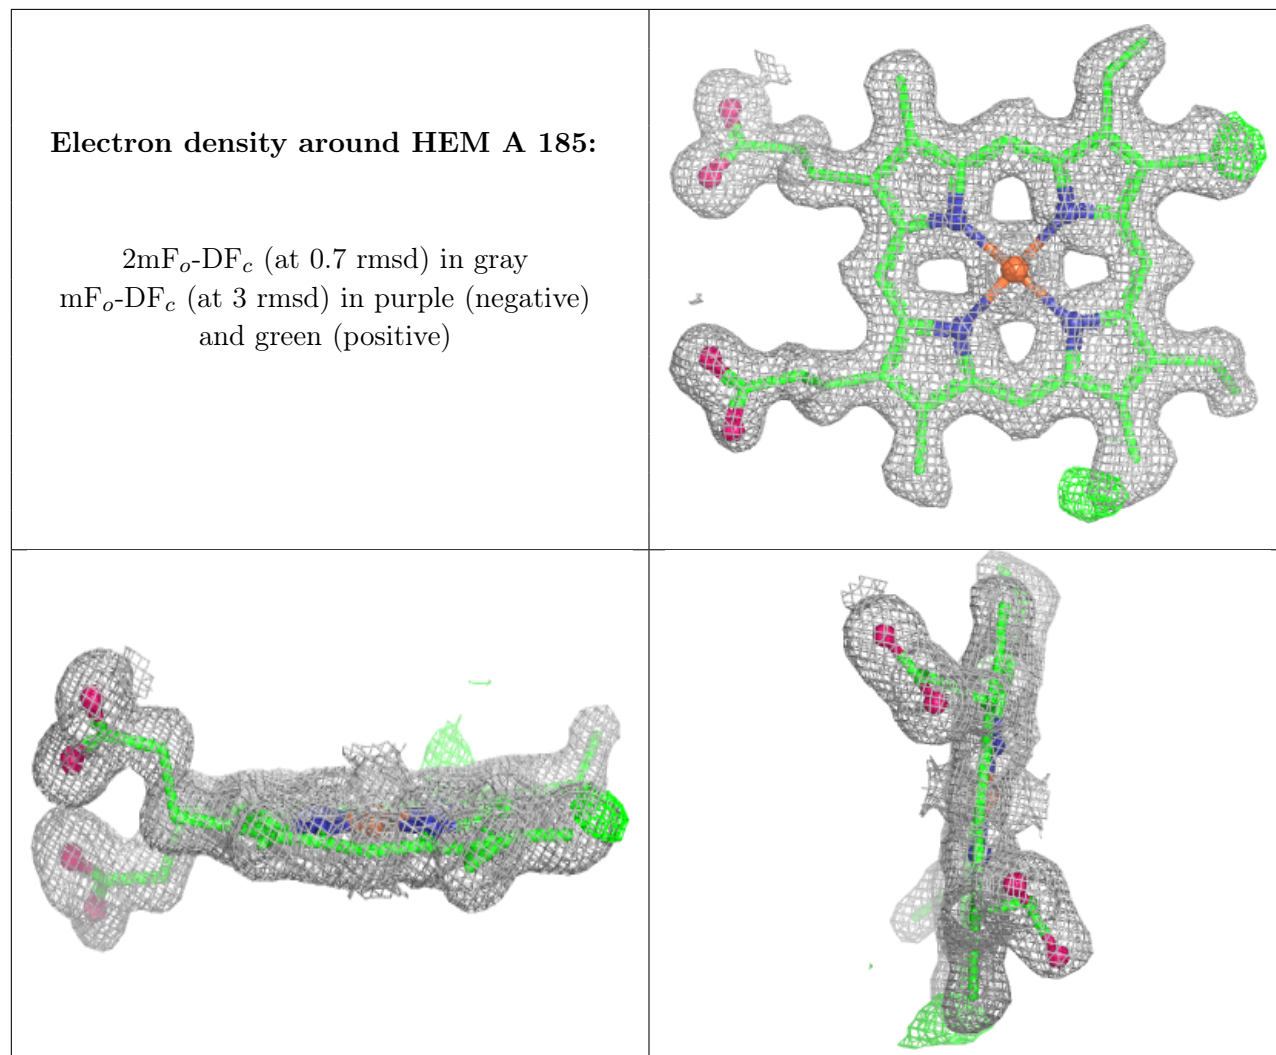 Electron density around HEM A 185:
2mFo-DFc (at 0.7 rmsd) in gray
mFo-DFc (at 3 rmsd) in purple (negative)
and green (positive)